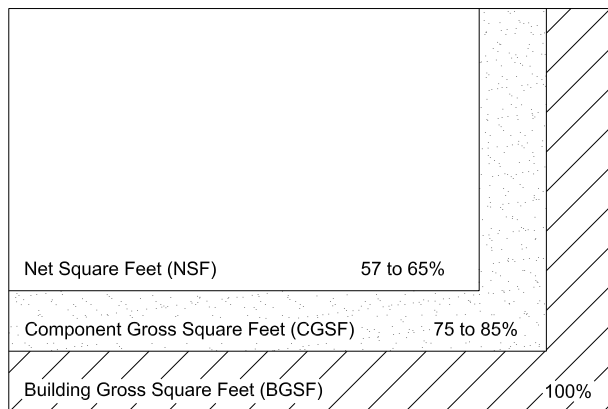 Net Square Feet (NSF) 57 to 65%
Component Gross Square Feet (CGSF) 75 to 85%
Building Gross Square Feet (BGSF) 100%